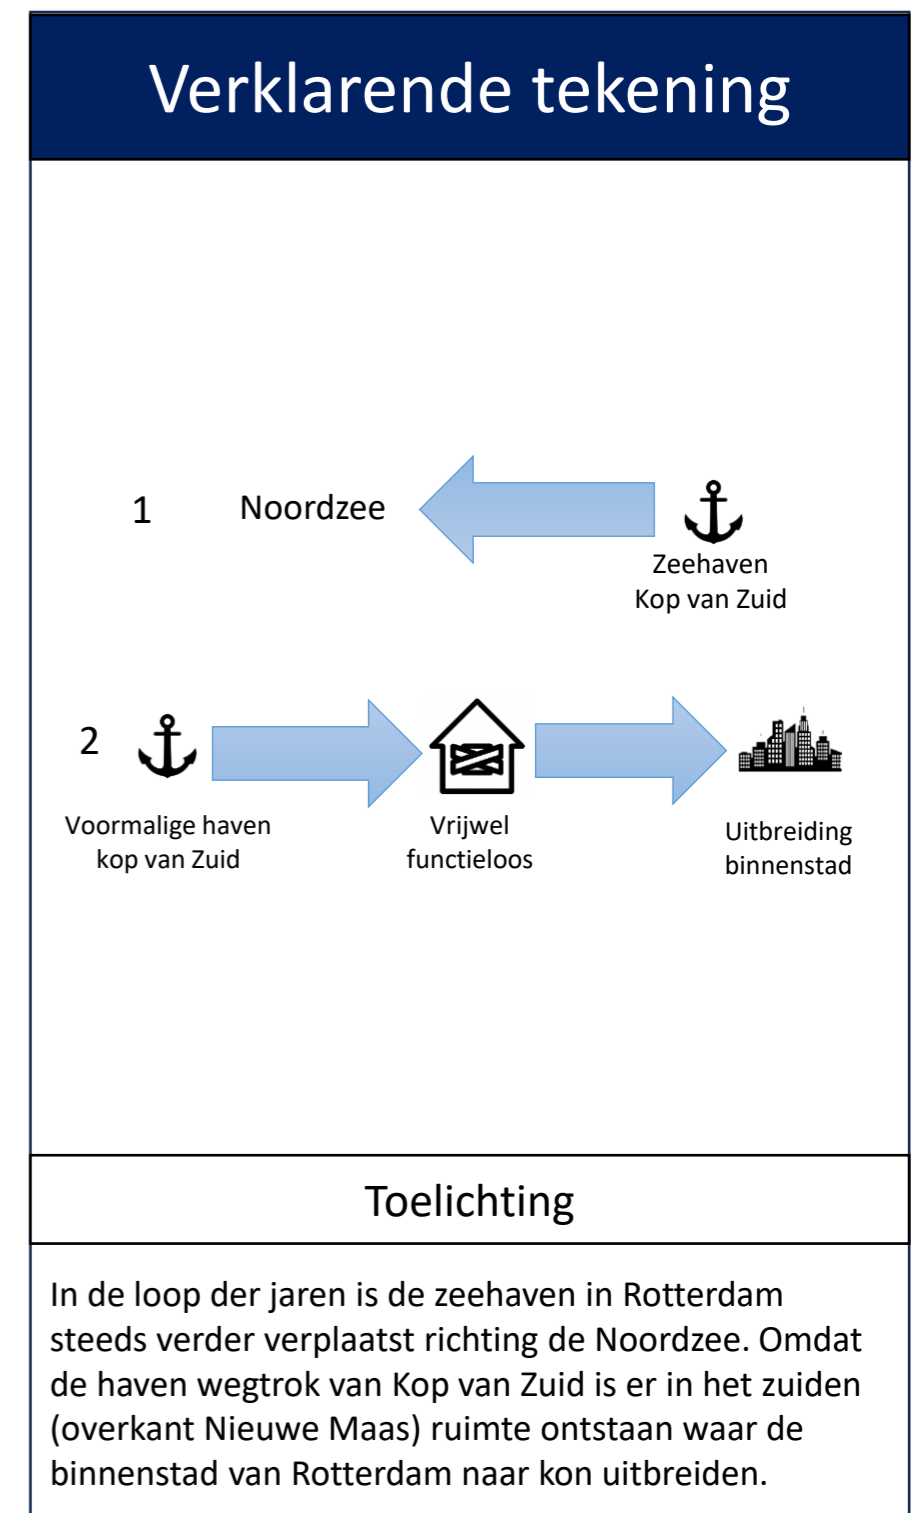 Verklarende tekening
1
Noordzee
Zeehaven
Kop van Zuid
2
Voormalige haven
kop van Zuid
Vrijwel
functieloos
Uitbreiding
binnenstad
Toelichting
In de loop der jaren is de zeehaven in Rotterdam
steeds verder verplaatst richting de Noordzee. Omdat
de haven wegtrok van Kop van Zuid is er in het zuiden
(overkant Nieuwe Maas) ruimte ontstaan waar de
binnenstad van Rotterdam naar kon uitbreiden.